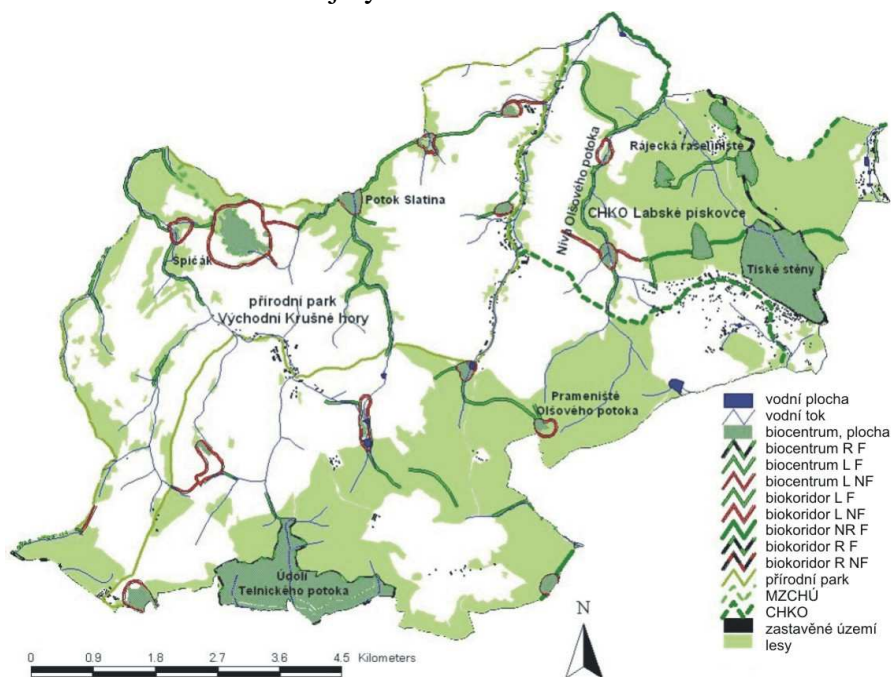 Rájecká rašeliniště
Niva Olšového potoka
Potok Slatina
CHKO Labské pískovce
Špičák
Tiské stěny
přírodní park
Východní Krušné hory
Prameniště
Olšového potoka
Údolí
Telnického potoka
vodní plocha
vodní tok
biocentrum, plocha
biocentrum R F
biocentrum L F
biocentrum L NF
biokoridor L F
biokoridor L NF
biokoridor NR F
biokoridor R F
biokoridor R NF
přírodní park
MZCHÚ
CHKO
zastavěné území
lesy
N
0 0.9 1.8 2.7 3.6 4.5 Kilometers